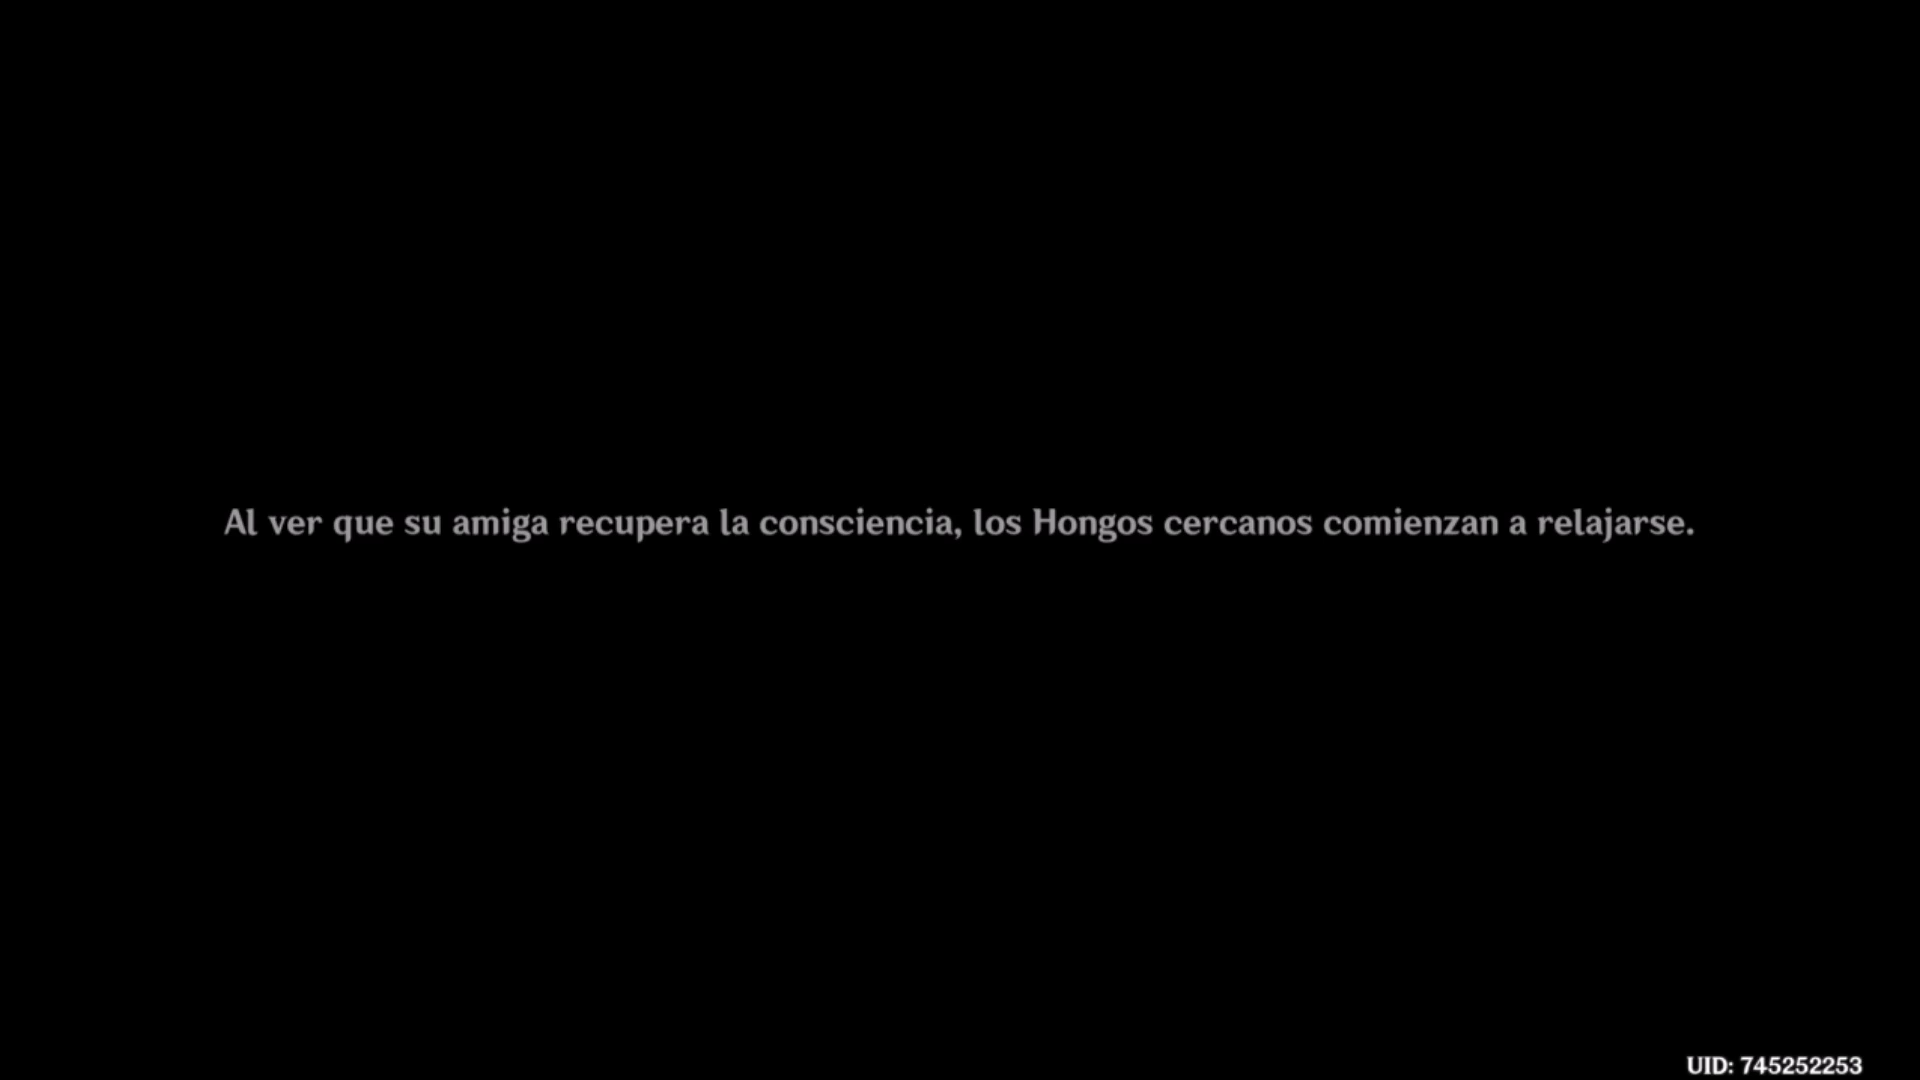 Al ver que su amiga recupera la consciencia, los Hongos cercanos comienzan a relajarse.
UID: 745252253